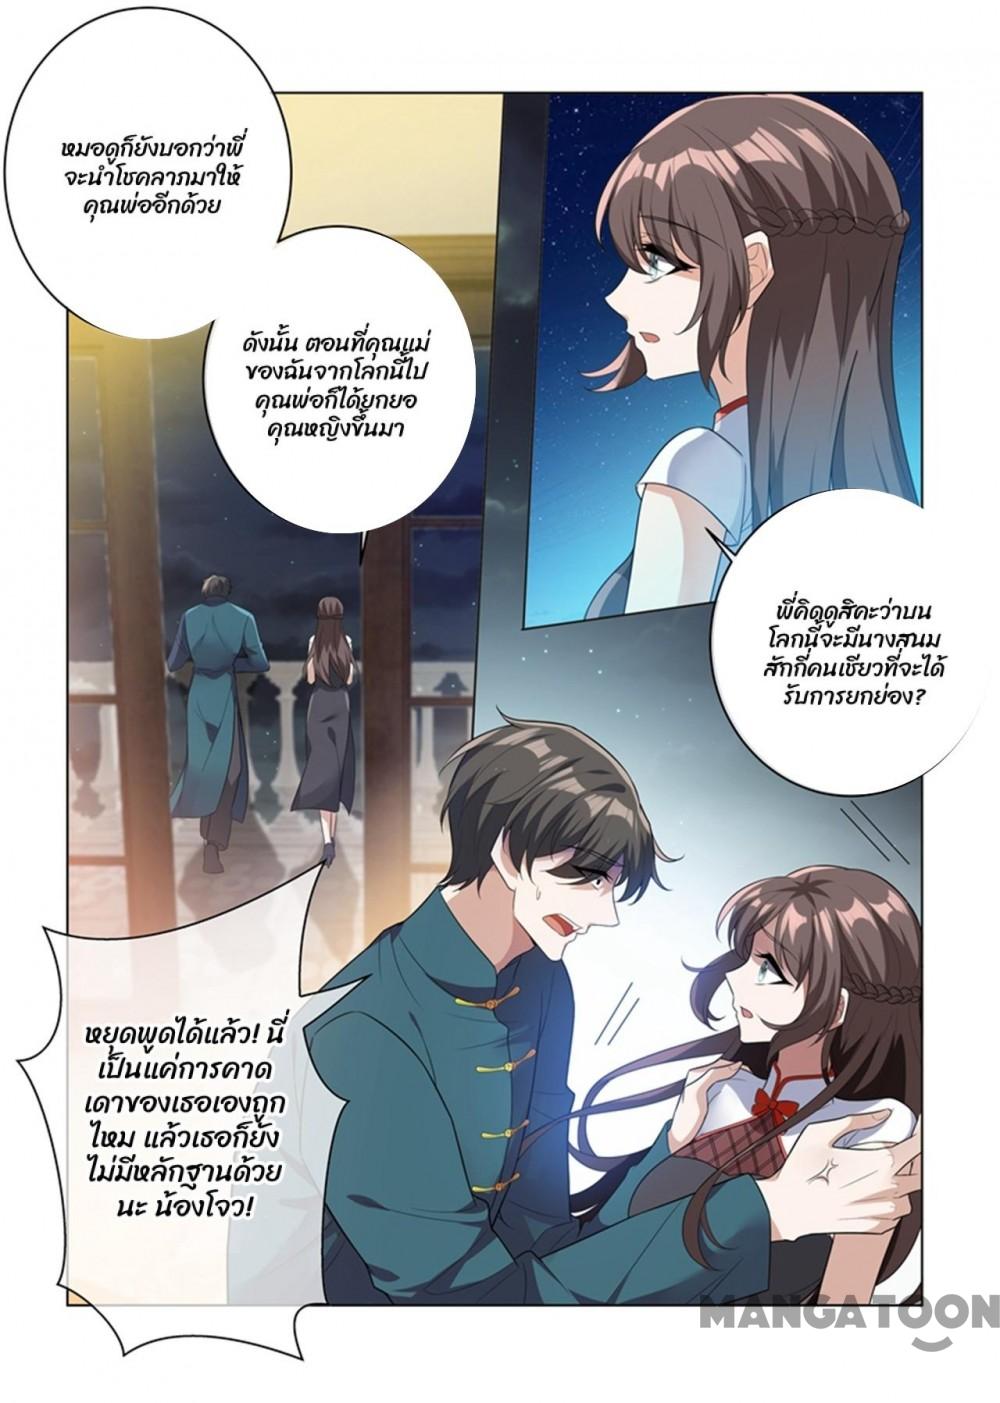 หมอดูก็ยังบอกว่าพี่
จะนำโชคลาภมาให้
คุณพ่ออีกด้วย
ดังนั้น ตอนที่คุณแม่
ของฉันจากโลกนี้ไป
คุณพ่อก็ได้ยกยอ
คุณหญิงขึ้นมา
พี่คิดดูสิคะว่าบน
โลกนี้จะมีนางสนม
สักกี่คนเชียวที่จะได้
รับการยกย่อง?
หยุดพูดได้แล้ว! นี่
เป็นแค่การคาด
เดาของเธอเองถูก
ไหม แล้วเธอก็ยัง
ไม่มีหลักฐานด้วย
นะ น้องโจว!
MANGATOON